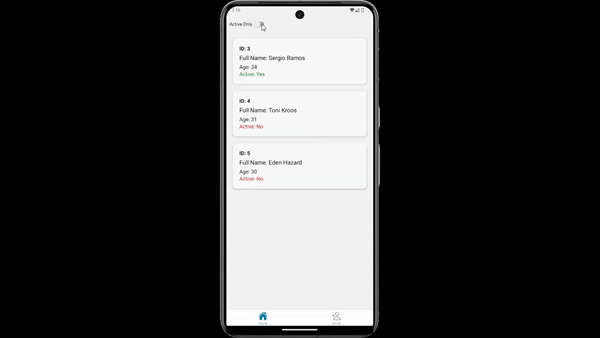 Active Only
ID: 3
Full Name: Sergio Ramos
Age: 34
Active: Yes
ID: 4
Full Name: Toni Kroos
Age: 31
Active: No
ID: 5
Full Name: Eden Hazard
Age: 30
Active: No
Home